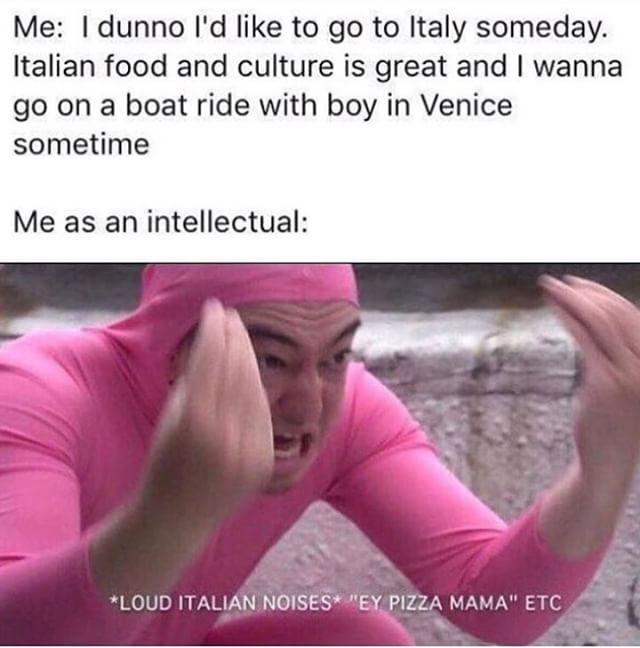 Me:  I dunno I'd like to go to Italy someday.
Italian food and culture is great and I wanna
go on a boat ride with boy in Venice
sometime
Me as an intellectual:
*LOUD ITALIAN NOISES* "EY PIZZA MAMA" ETC